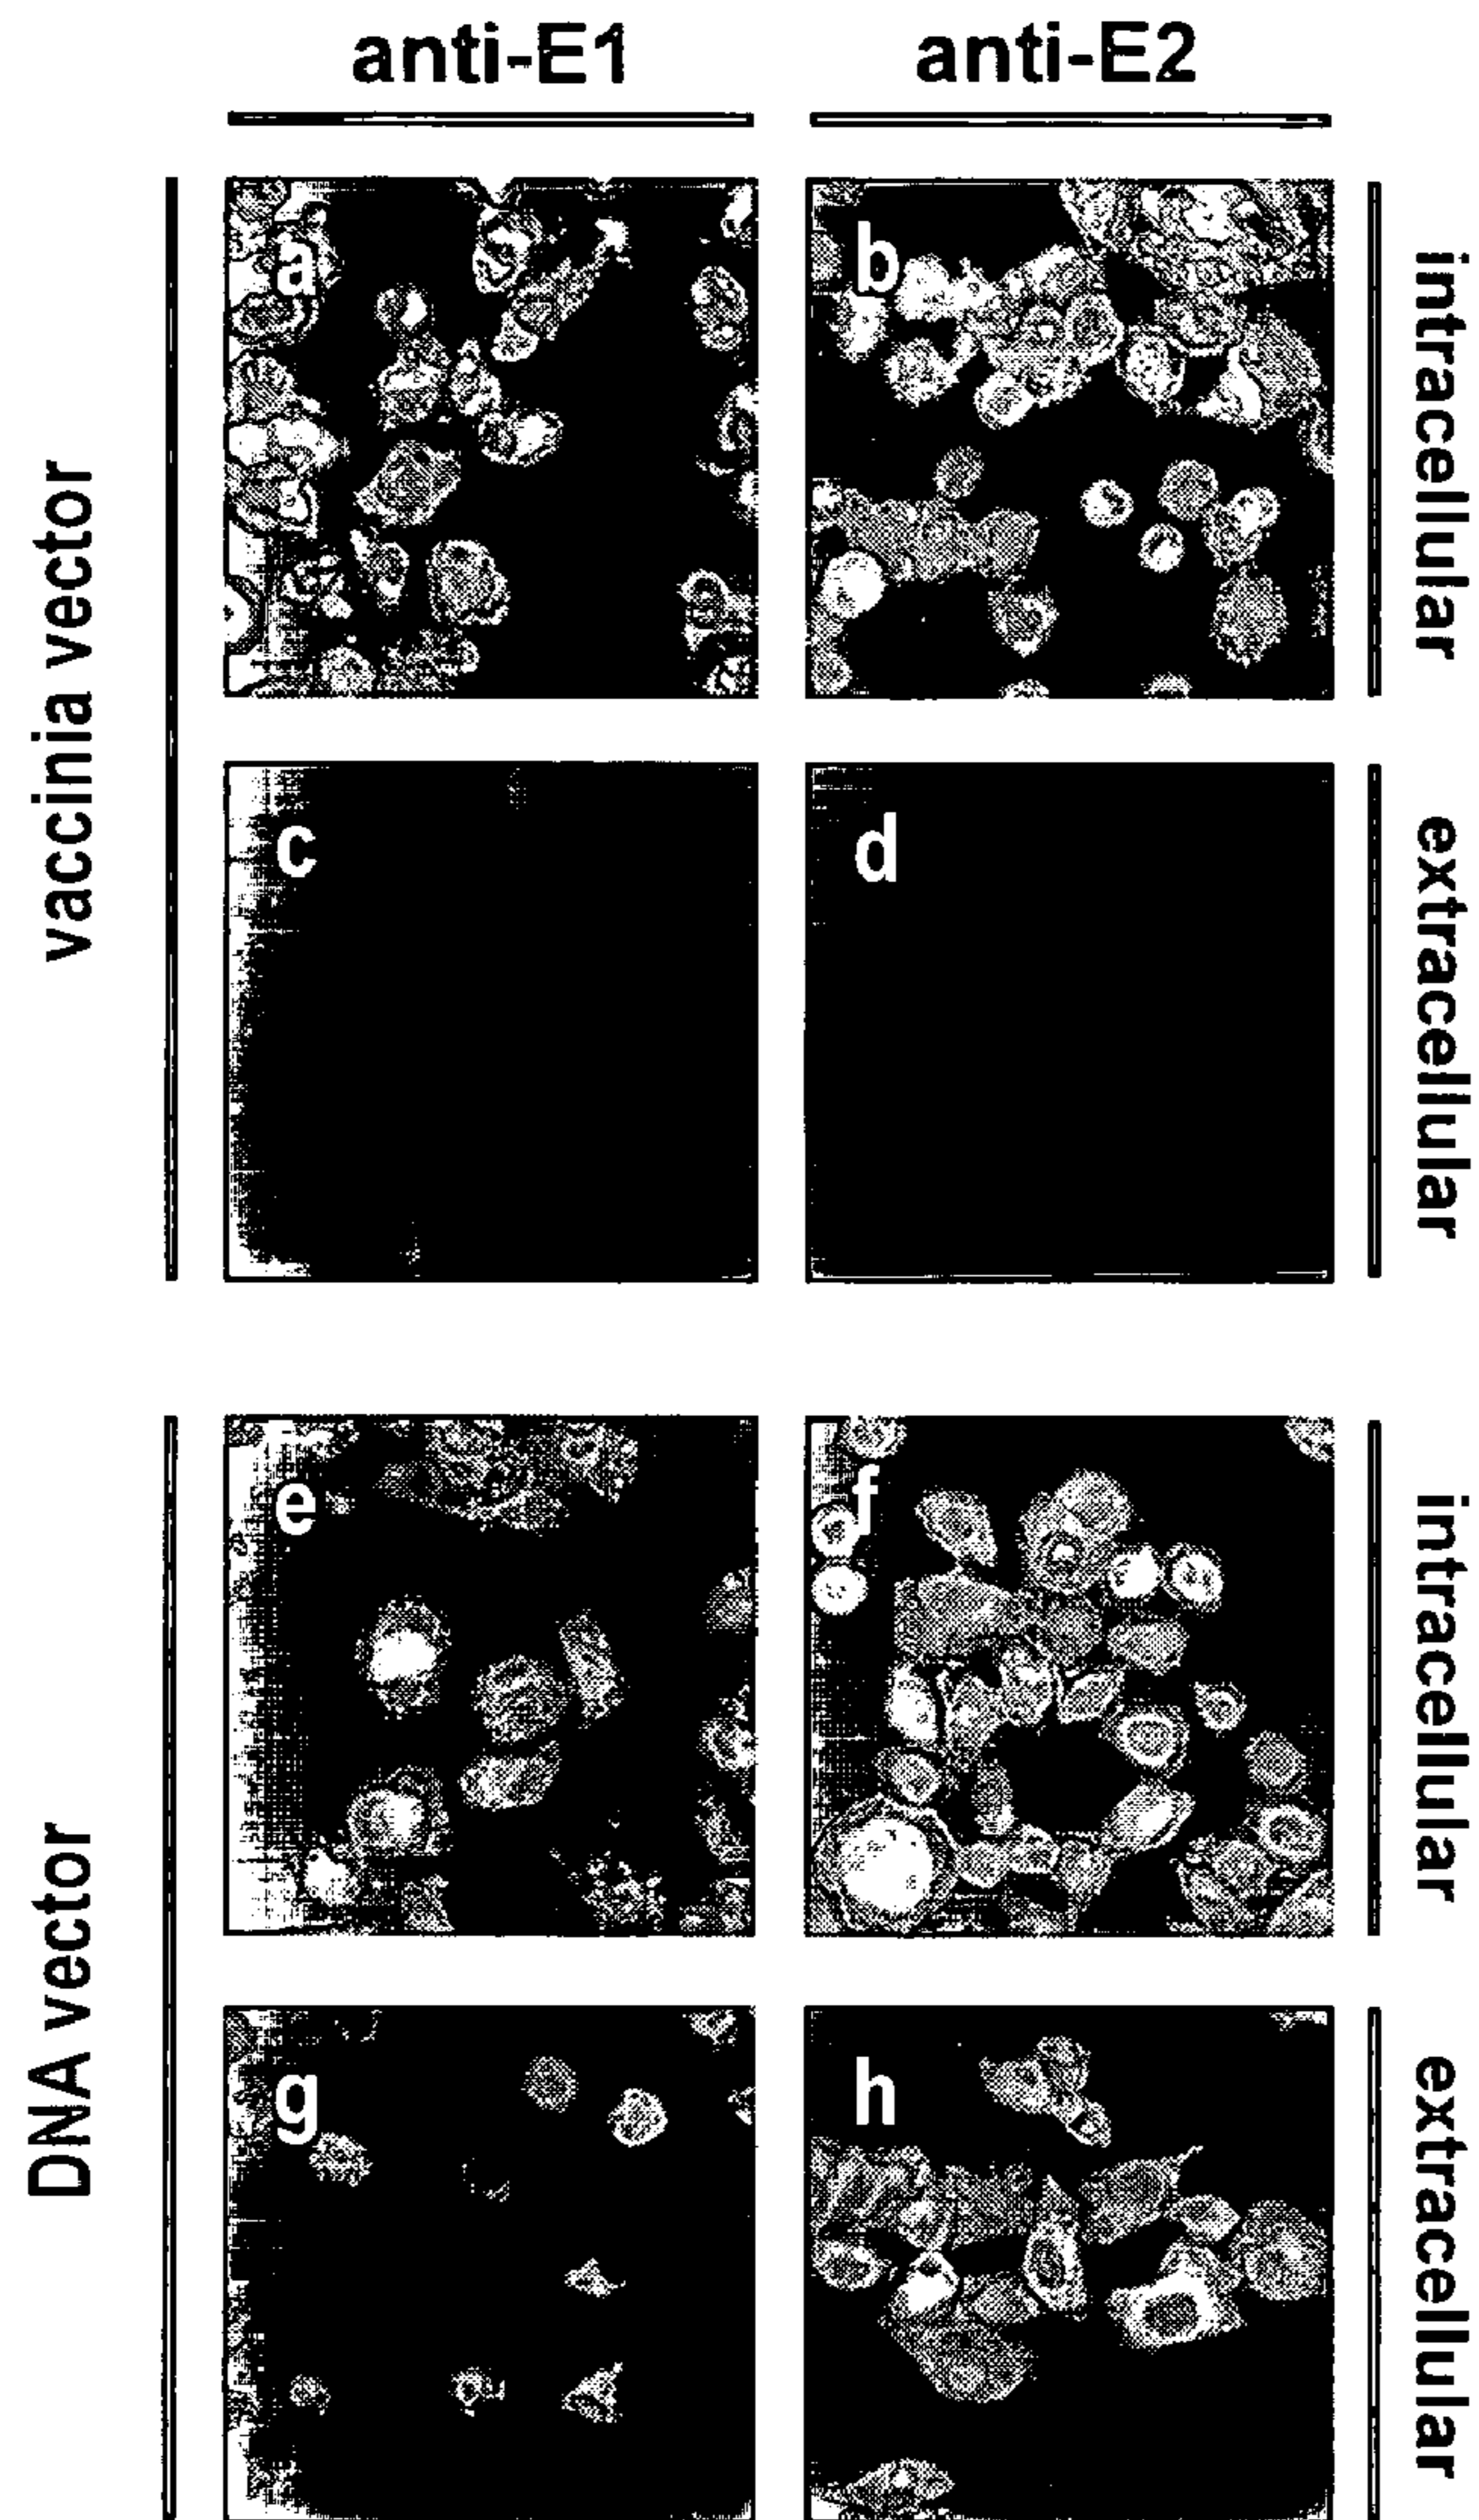 anti-E1 anti-E2
vaccinia vector
a b
intracellular
c d
extracellular
DNA vector
e f
intracellular
g h
extracellular